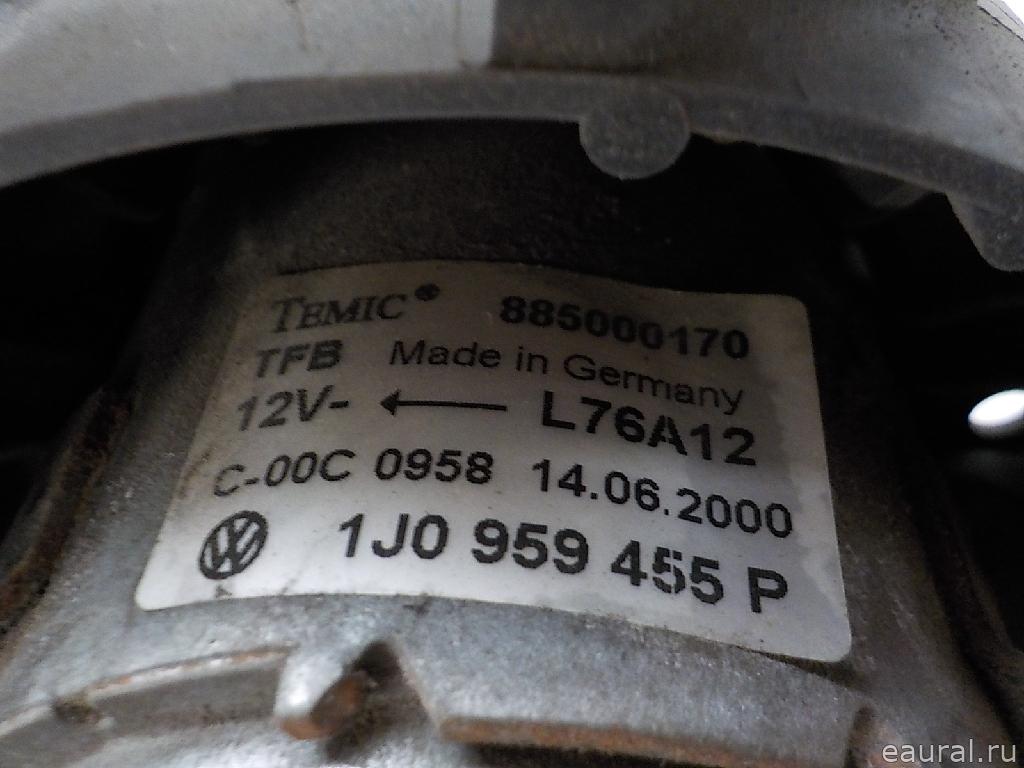 TEMIC® 885000170
TFB Made in Germany
12V- ← L76A12
C-00C 0958 14.06.2000
1J0 959 455 P
eaural.ru